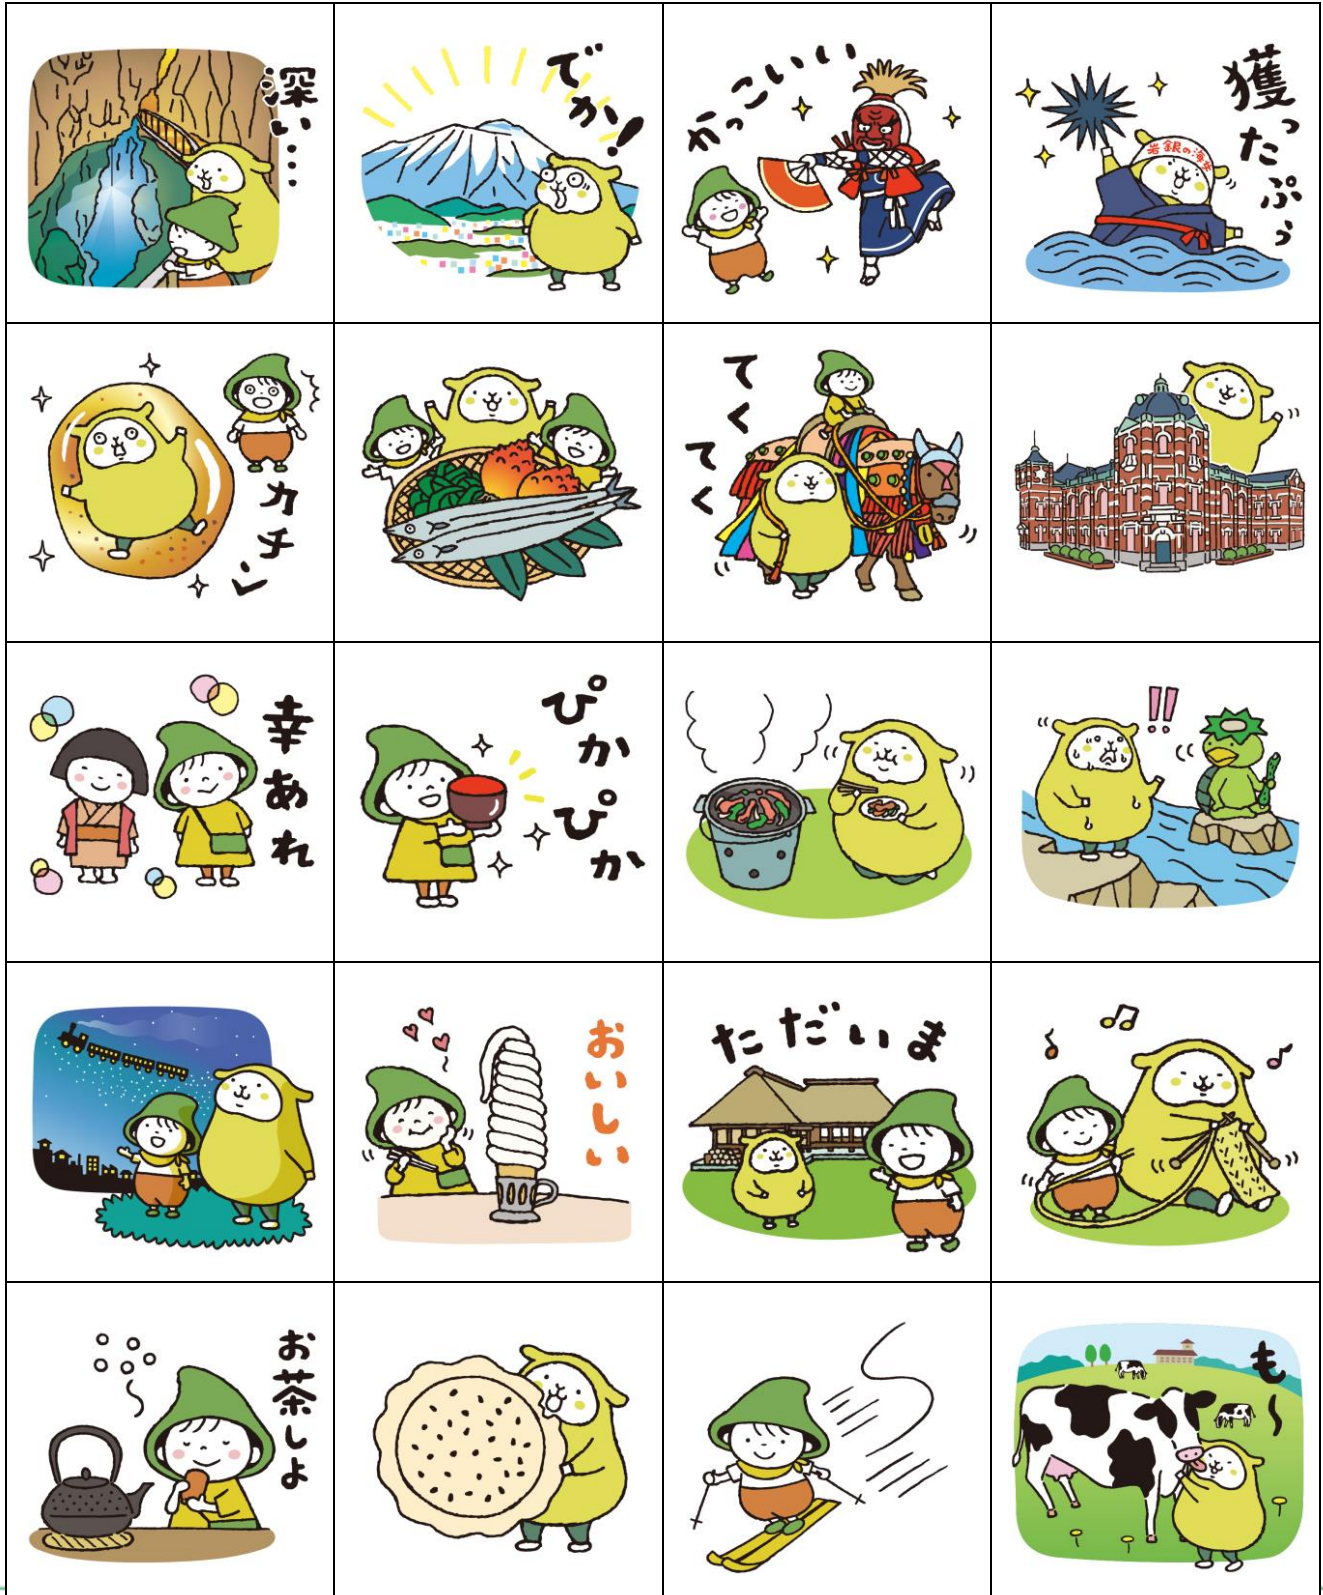 深い…
でか!
かっこいい
獲ったぷぅ
岩銀の海女
カチン
てくてく
幸あれ
ぴかぴか
!!
おいしい
ただいま
お茶しよ
も〜